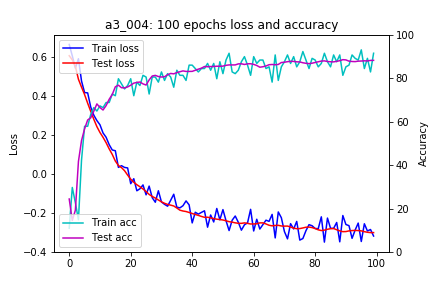 a3_004: 100 epochs loss and accuracy
Train loss
Test loss
Train acc
Test acc
Loss
Accuracy
0.6
0.4
0.2
0.0
−0.2
−0.4
100
80
60
40
20
0
0
20
40
60
80
100